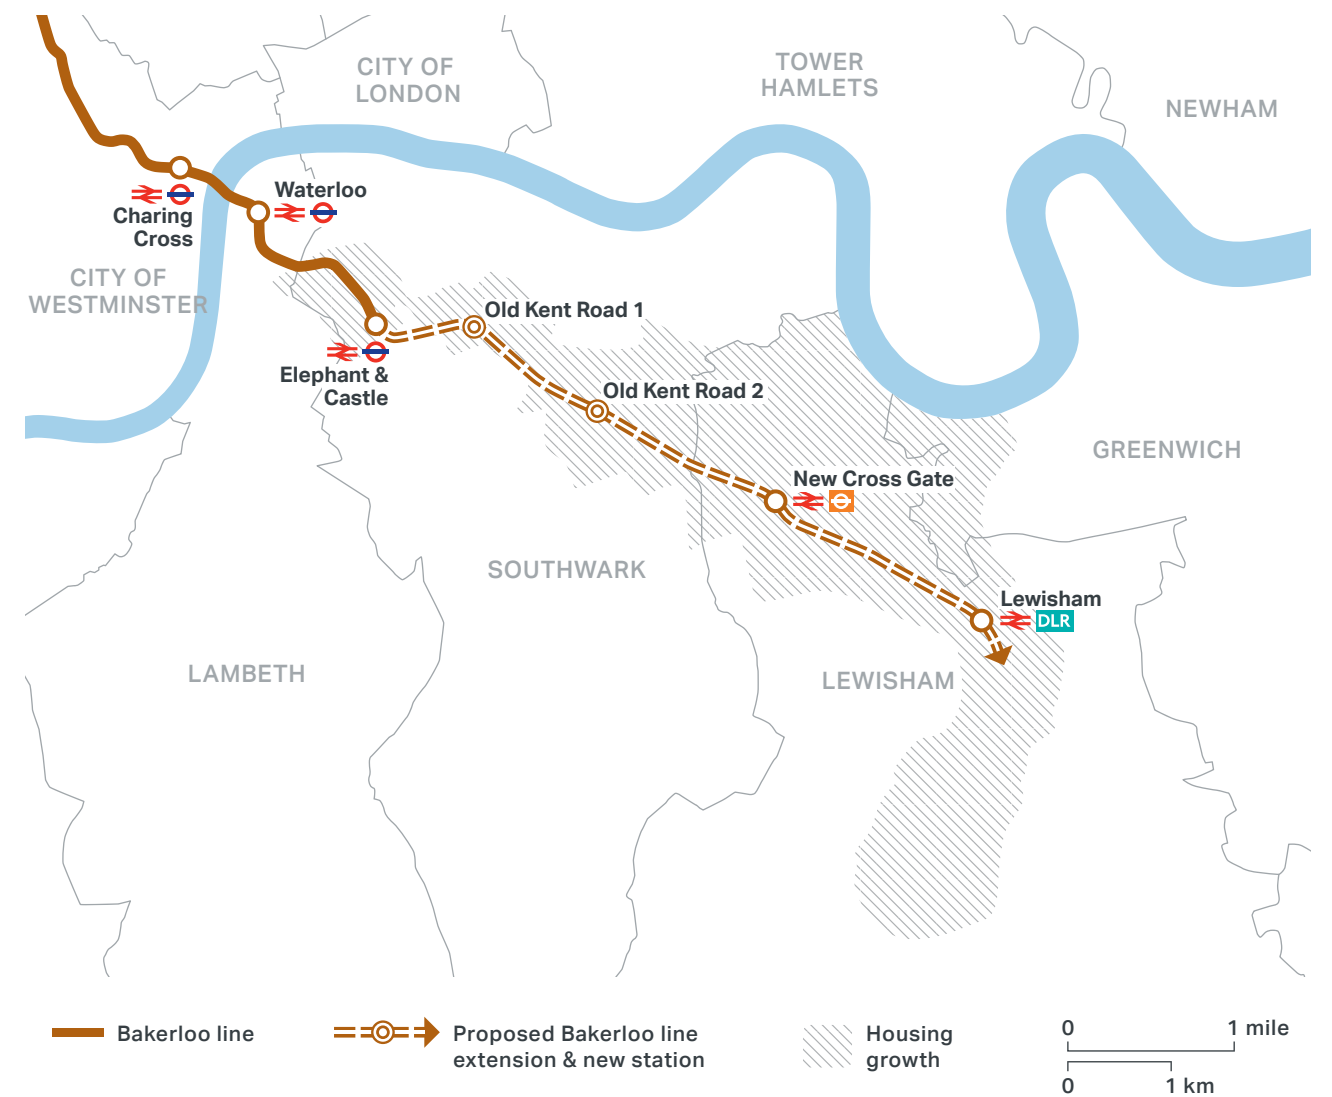 CITY OF
LONDON
TOWER
HAMLETS
NEWHAM
Waterloo
Charing
Cross
CITY OF
WESTMINSTER
Old Kent Road 1
Elephant &
Castle
Old Kent Road 2
GREENWICH
New Cross Gate
SOUTHWARK
Lewisham
DLR
LAMBETH
LEWISHAM
Bakerloo line
Proposed Bakerloo line
extension & new station
Housing
growth
0 1 mile
0 1 km